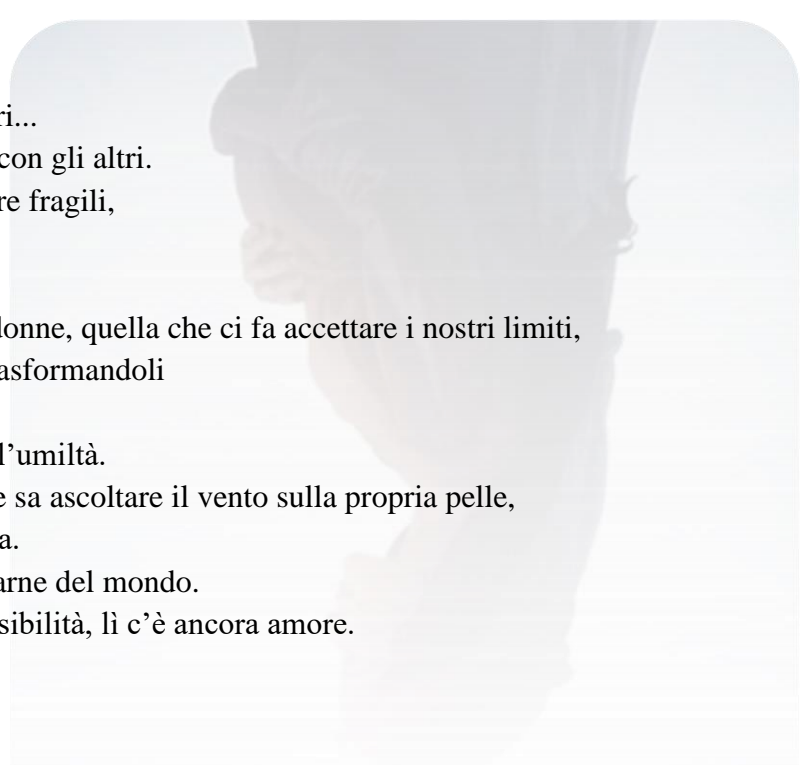 ri...
con gli altri.
re fragili,
donne, quella che ci fa accettare i nostri limiti,
asformandoli
l’umiltà.
e sa ascoltare il vento sulla propria pelle,
a.
arne del mondo.
sibilità, lì c’è ancora amore.